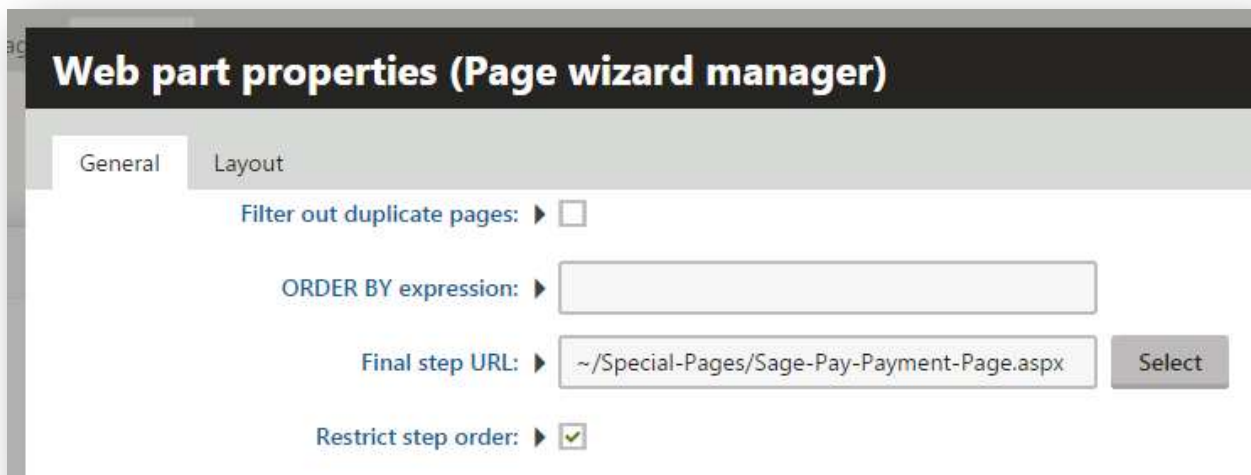 ag
Web part properties (Page wizard manager)
General Layout
Filter out duplicate pages:
ORDER BY expression:
Final step URL: ~/Special-Pages/Sage-Pay-Payment-Page.aspx Select
Restrict step order: